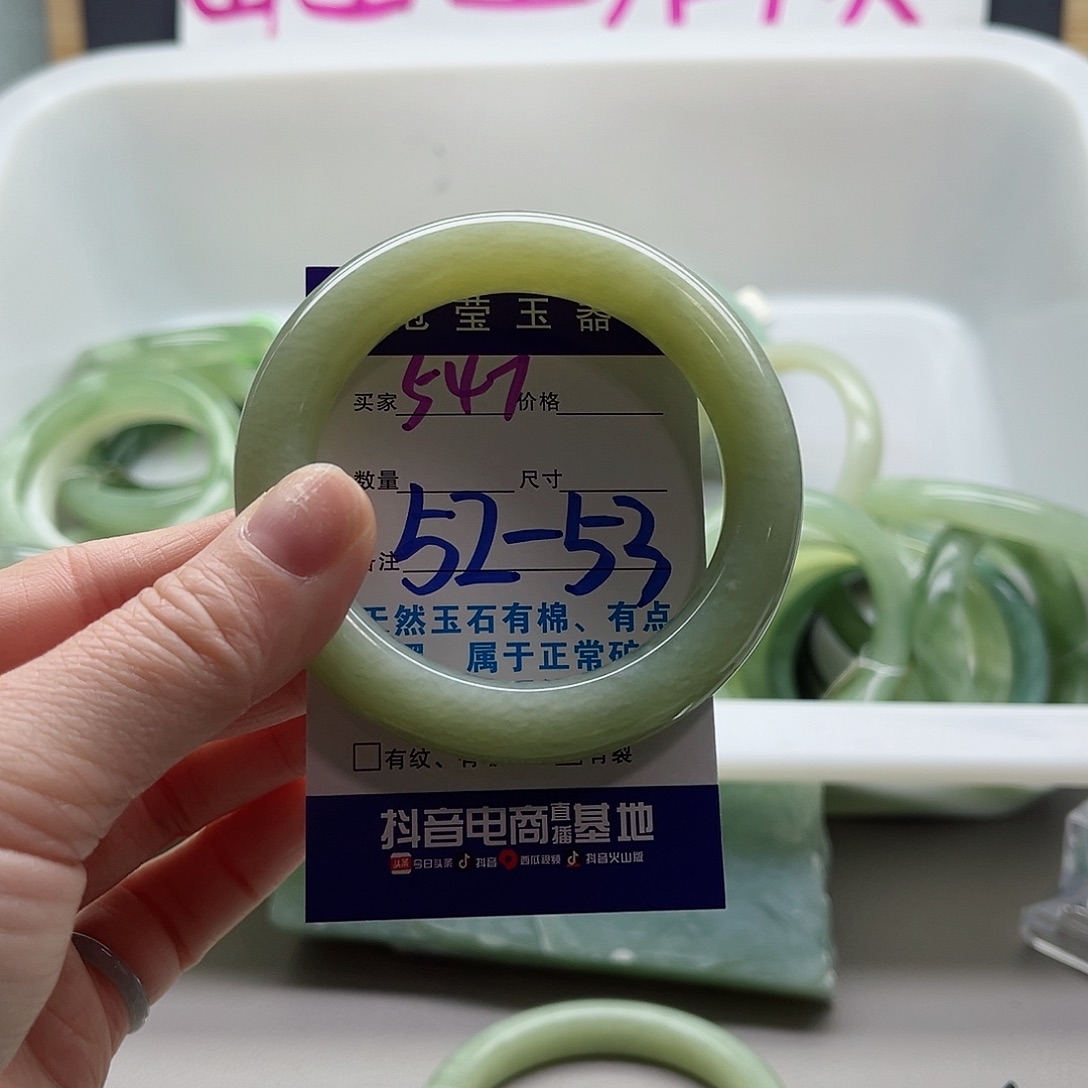 莹玉器
买家 547 价格
数量 尺寸
52-53
注
然玉石有棉、有点
属于正常矿
有纹、有
抖音电商直播基地
头条 今日头条 抖音 西瓜视频 抖音火山版